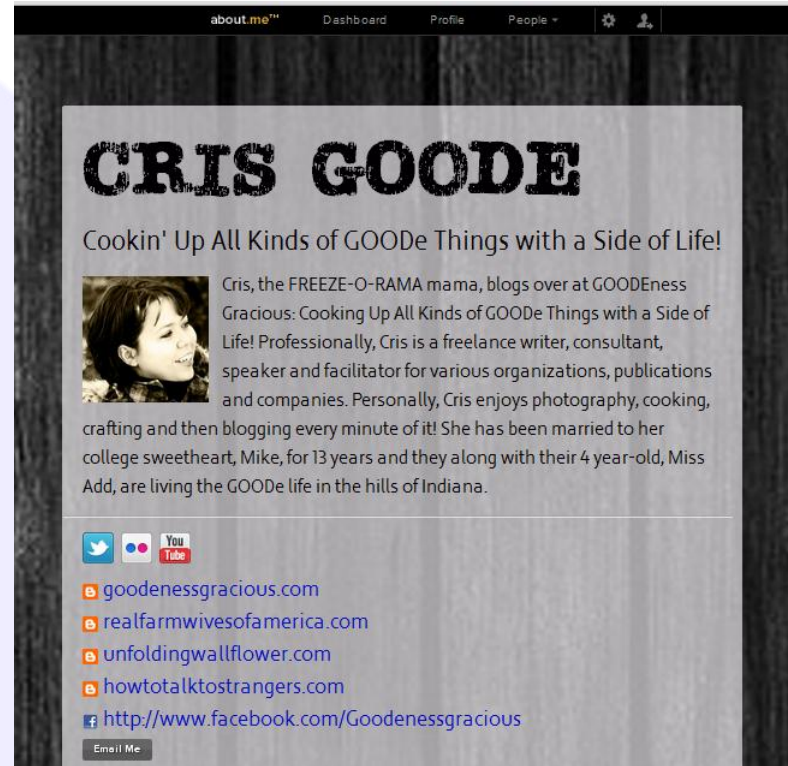 about.me™ Dashboard Profile People
CRIS GOODE
Cookin' Up All Kinds of GOODe Things with a Side of Life!
Cris, the FREEZE-O-RAMA mama, blogs over at GOODEness
Gracious: Cooking Up All Kinds of GOODe Things with a Side of
Life! Professionally, Cris is a freelance writer, consultant,
speaker and facilitator for various organizations, publications
and companies. Personally, Cris enjoys photography, cooking,
crafting and then blogging every minute of it! She has been married to her
college sweetheart, Mike, for 13 years and they along with their 4 year-old, Miss
Add, are living the GOODe life in the hills of Indiana.
You
Tube
goodenessgracious.com
realfarmwivesofamerica.com
unfoldingwallflower.com
howtotalktostrangers.com
http://www.facebook.com/Goodenessgracious
Email Me